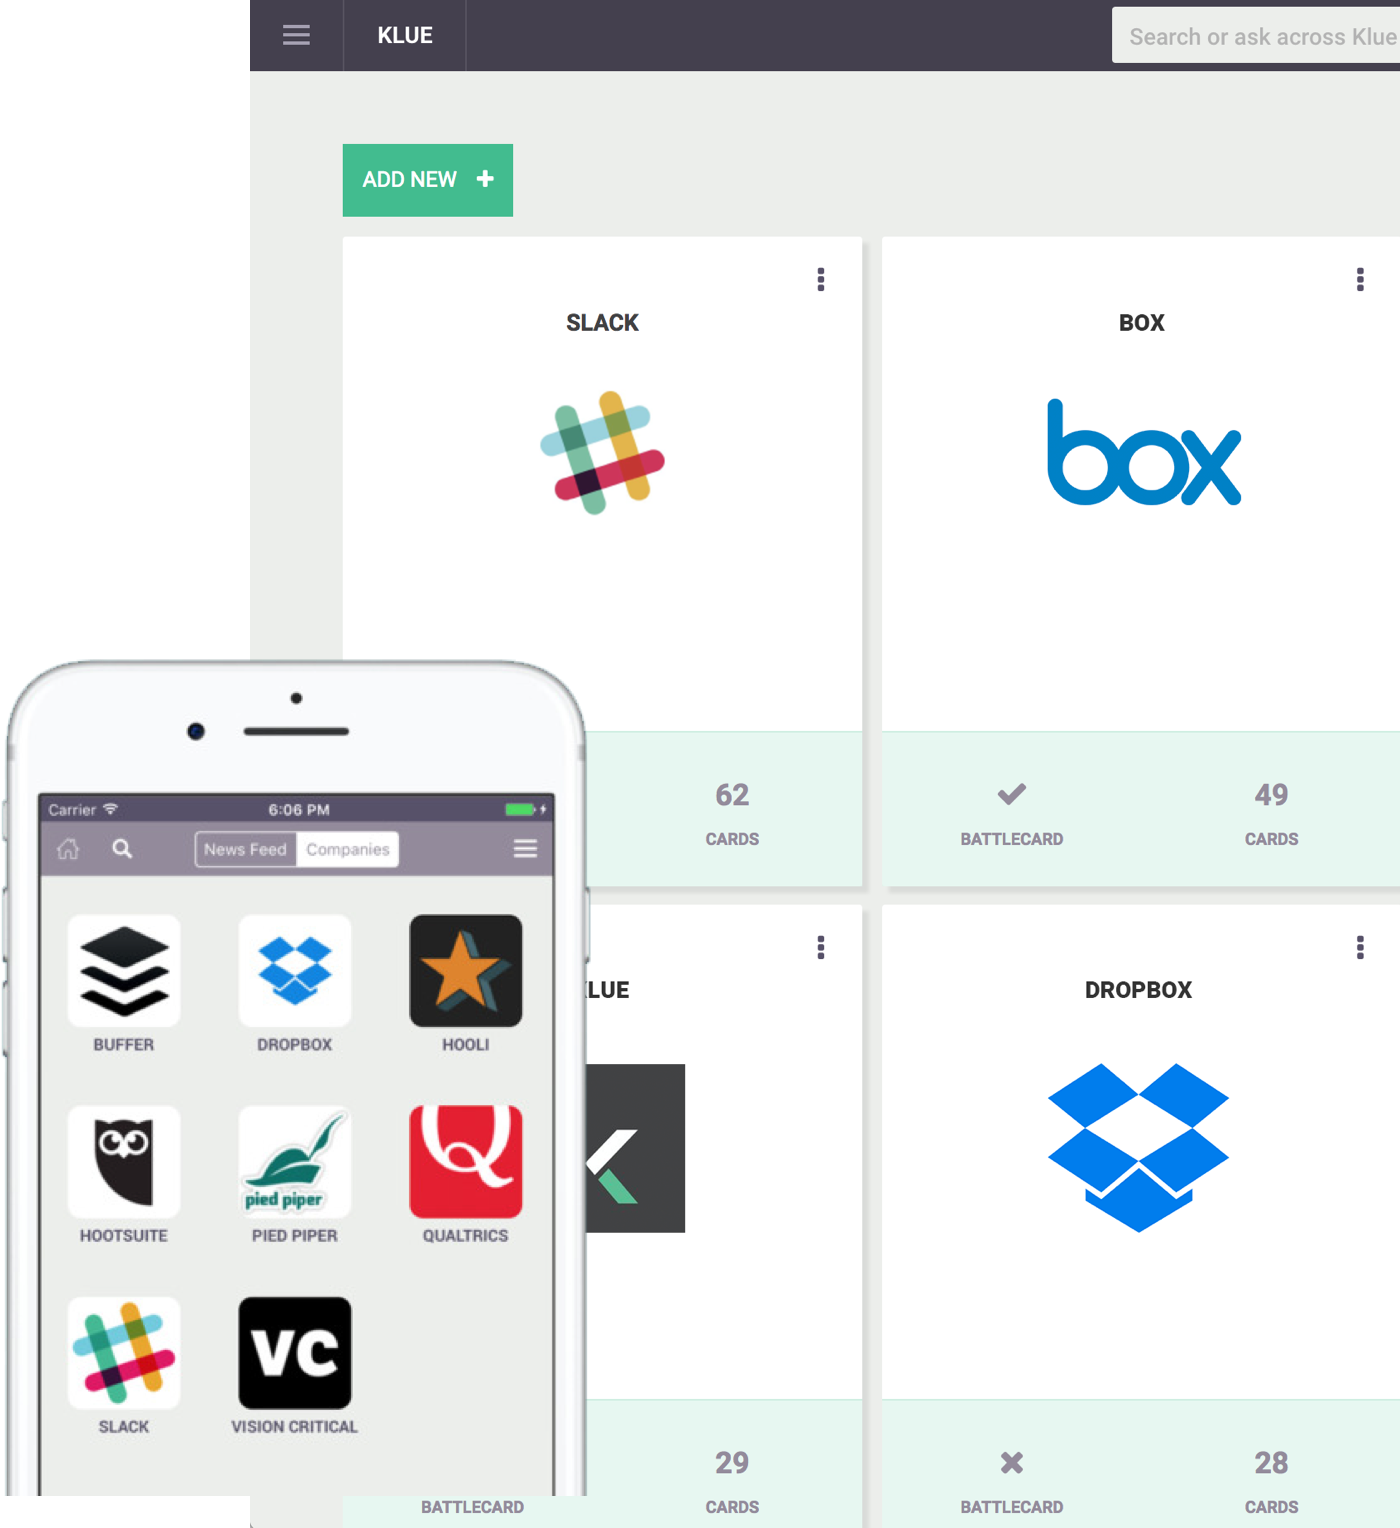 KLUE
Search or ask across Klue
ADD NEW
SLACK
BOX
box
62
CARDS
BATTLECARD
49
CARDS
KLUE
DROPBOX
29
BATTLECARD
CARDS
28
BATTLECARD
CARDS
Carrier
6:06 PM
News Feed
Companies
BUFFER
DROPBOX
HOOLI
pied piper
HOOTSUITE
PIED PIPER
QUALTRICS
VC
SLACK
VISION CRITICAL